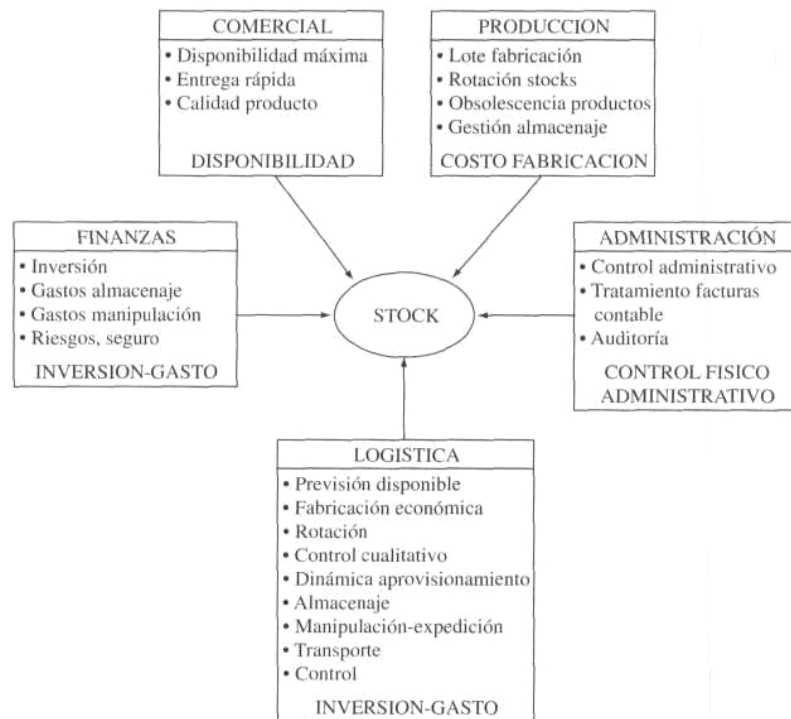 COMERCIAL
• Disponibilidad máxima
• Entrega rápida
• Calidad producto
DISPONIBILIDAD
PRODUCCION
• Lote fabricación
• Rotación stocks
• Obsolescencia productos
• Gestión almacenaje
COSTO FABRICACION
FINANZAS
• Inversión
• Gastos almacenaje
• Gastos manipulación
• Riesgos, seguro
INVERSION-GASTO
STOCK
ADMINISTRACIÓN
• Control administrativo
• Tratamiento facturas
contable
• Auditoría
CONTROL FISICO
ADMINISTRATIVO
LOGISTICA
• Previsión disponible
• Fabricación económica
• Rotación
• Control cualitativo
• Dinámica aprovisionamiento
• Almacenaje
• Manipulación-expedición
• Transporte
• Control
INVERSION-GASTO